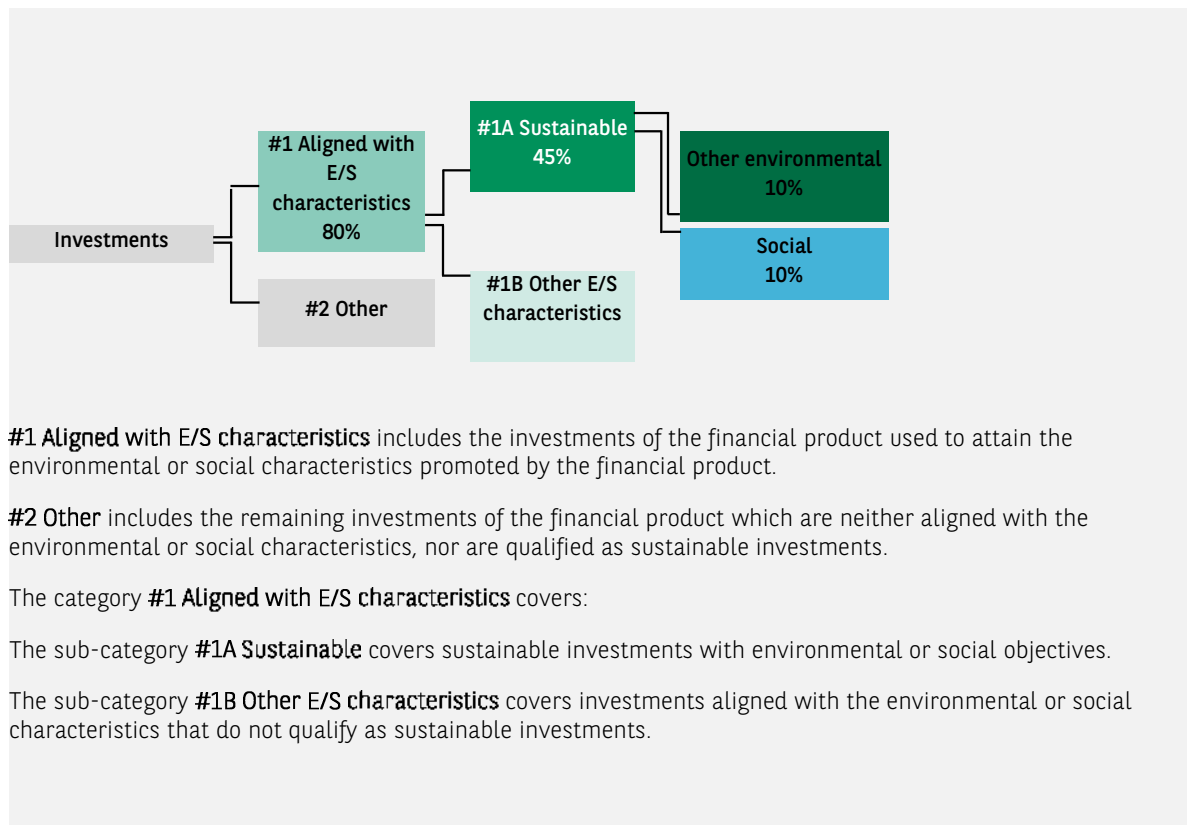 Investments
#1 Aligned with
E/S
characteristics
80%
#2 Other
#1A Sustainable
45%
#1B Other E/S
characteristics
Other environmental
10%
Social
10%
#1 Aligned with E/S characteristics includes the investments of the financial product used to attain the
environmental or social characteristics promoted by the financial product.
#2 Other includes the remaining investments of the financial product which are neither aligned with the
environmental or social characteristics, nor are qualified as sustainable investments.
The category #1 Aligned with E/S characteristics covers:
The sub-category #1A Sustainable covers sustainable investments with environmental or social objectives.
The sub-category #1B Other E/S characteristics covers investments aligned with the environmental or social
characteristics that do not qualify as sustainable investments.